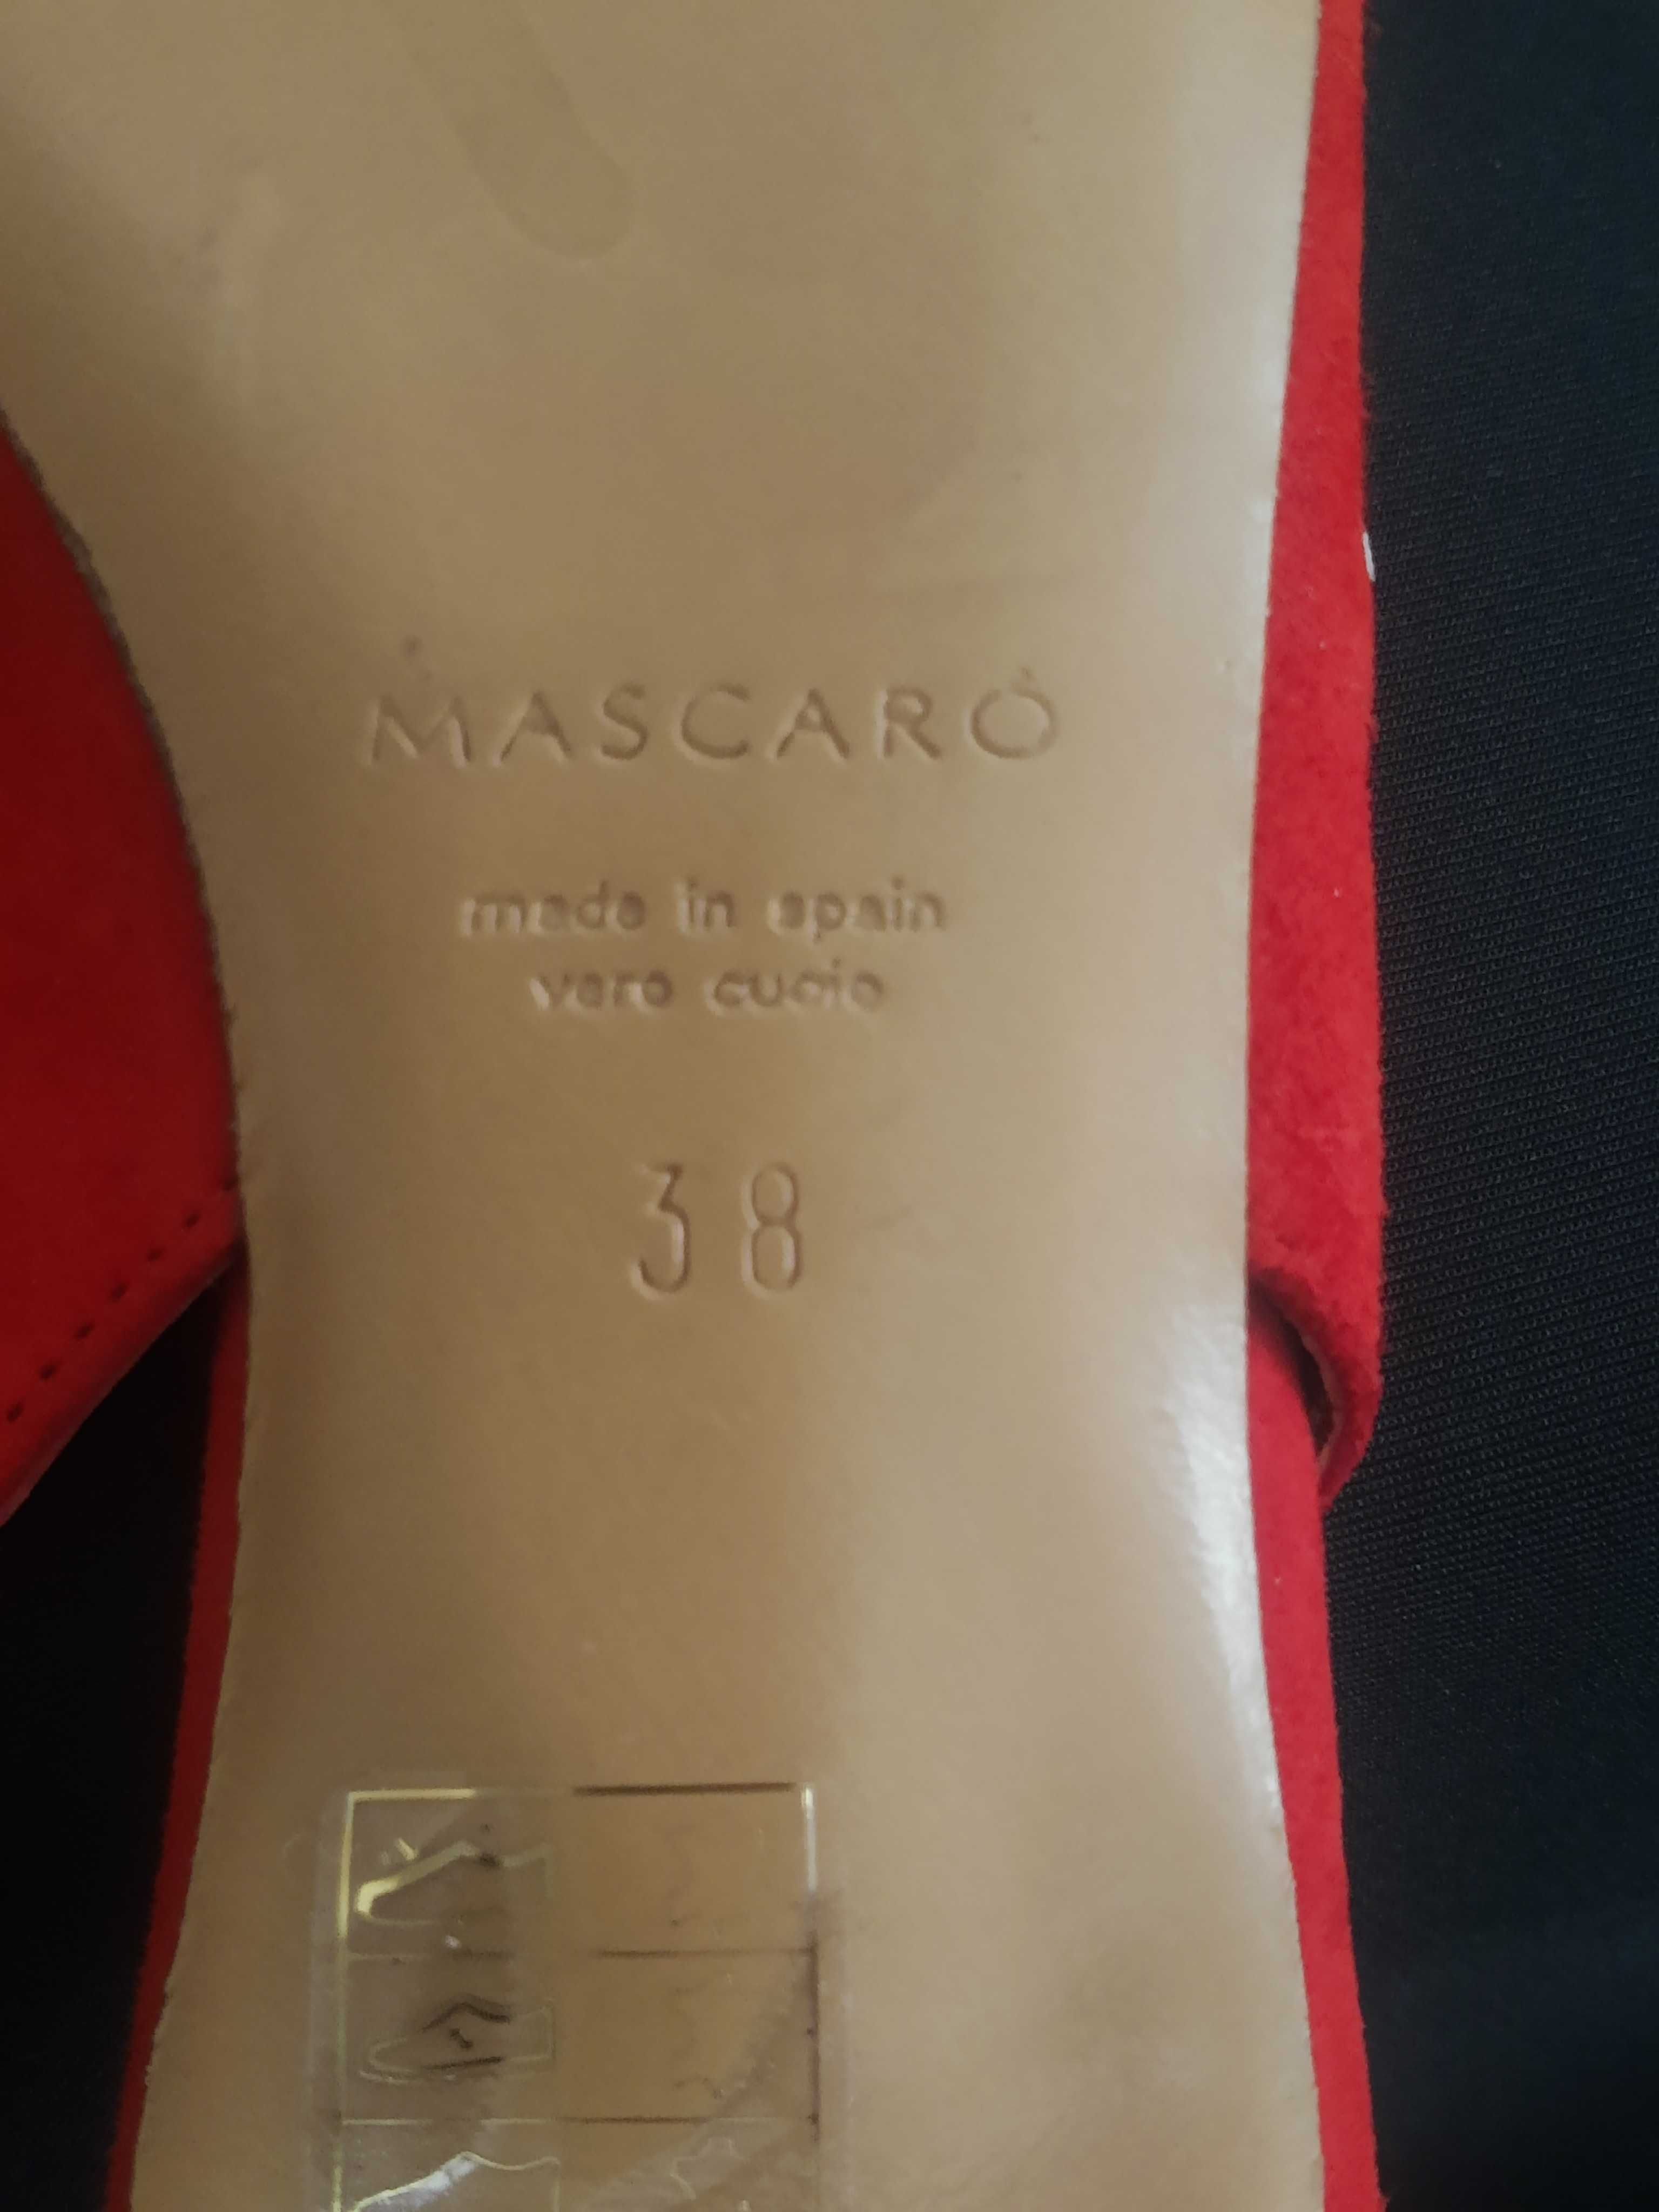 MASCARÓ
made in spain
vero cuoio
38